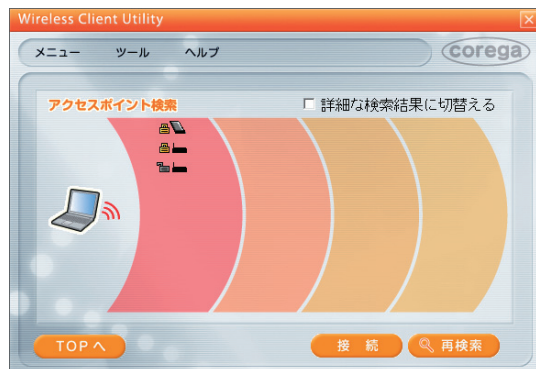 Wireless Client Utility
メニュー ツール ヘルプ corega
アクセスポイント検索 詳細な検索結果に切替える
TOPへ 接 続 再検索